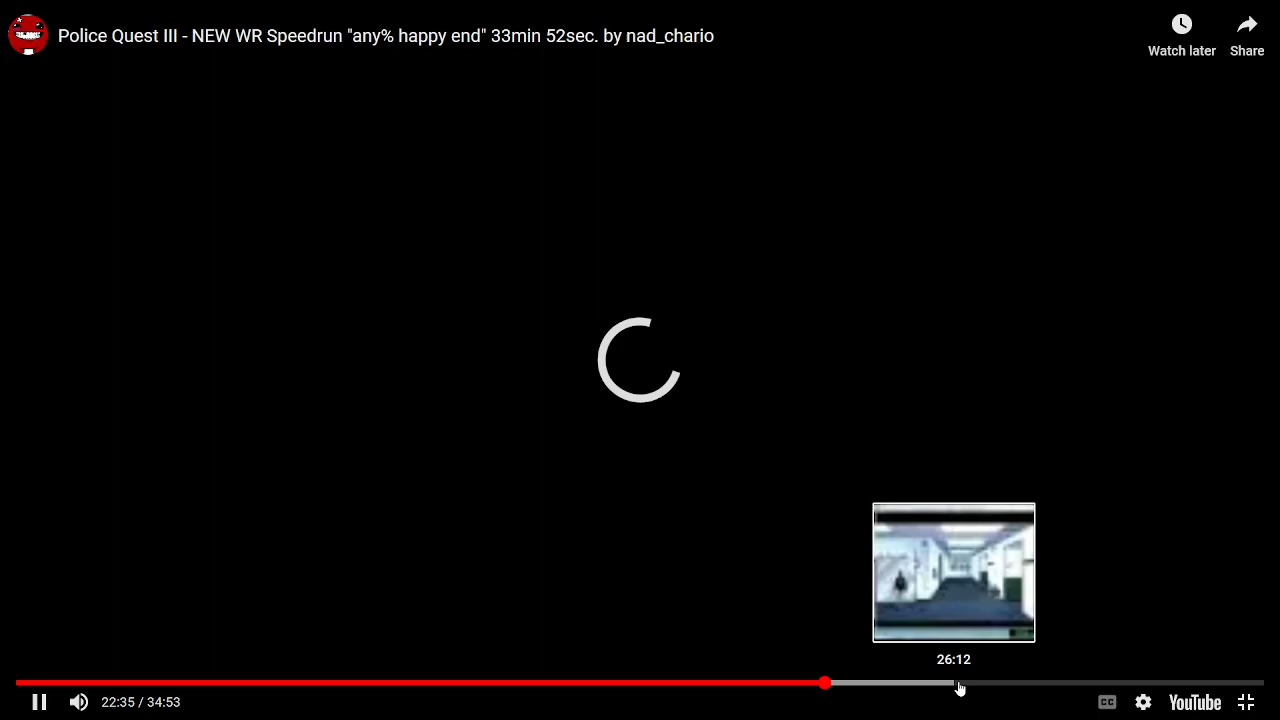 Police Quest III - NEW WR Speedrun "any% happy end" 33min 52sec. by nad_chario
Watch later
Share
26:12
22:35 / 34:53
CC
YouTube